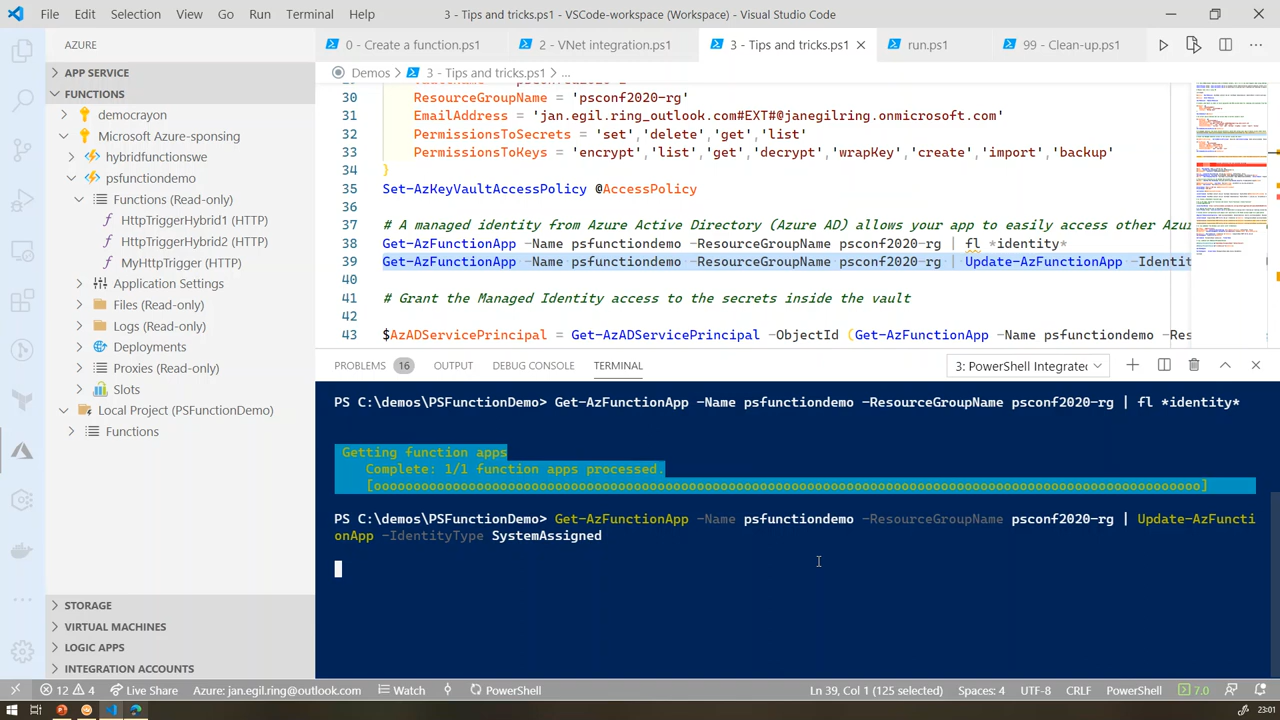 File Edit Selection View Go Run Terminal Help 3 - Tips and tricks.ps1 - VSCode-workspace (Workspace) - Visual Studio Code
AZURE
0 - Create a function.ps1 2 - VNet integration.ps1 3 - Tips and tricks.ps1 run.ps1 99 - Clean-up.ps1
APP SERVICE
FUNCTIONS
democrayon
Microsoft Azure-sponsing
hybridfunctionswe
psfunctiondemo
Functions (Read-only)
HttpTriggerHybrid1 (HTTP)
HttpTriggerHybrid2 (HTTP)
MyHttpTrigger (HTTP)
Application Settings
Files (Read-only)
Logs (Read-only)
Deployments
Proxies (Read-only)
Slots
Local Project (PSFunctionDemo)
Functions
STORAGE
VIRTUAL MACHINES
LOGIC APPS
INTEGRATION ACCOUNTS
Demos > 3 - Tips and tricks.ps1 > ...
30 ResourceGroupName = 'psconf2020-rg'
31 = 'jan.egil.ring_outlook.com#EXT#@janegilring.onmicrosoft.com'
32 'delete','get','list'
33 'list','get','decrypt','wrapKey','create','import','backup'
34 }
35 Set-AzKeyVaultAccessPolicy @AccessPolicy
36
37 # A managed identity from Azure Active Directory (Azure AD) allows your app to easily access other Azur
38 Get-AzFunctionApp -Name psfunctiondemo -ResourceGroupName psconf2020-rg | fl *identity*
39 Get-AzFunctionApp -Name psfunctiondemo -ResourceGroupName psconf2020-rg | Update-AzFunctionApp -Identit
40
41 # Grant the Managed Identity access to the secrets inside the vault
42
43 $AzADServicePrincipal = Get-AzADServicePrincipal -ObjectId (Get-AzFunctionApp -Name psfunctiondemo -Res
PROBLEMS 16 OUTPUT DEBUG CONSOLE TERMINAL 3: PowerShell Integrated
PS C:\demos\PSFunctionDemo> Get-AzFunctionApp -Name psfunctiondemo -ResourceGroupName psconf2020-rg | fl *identity*
Getting function apps
Complete: 1/1 function apps processed.
[oooooooooooooooooooooooooooooooooooooooooooooooooooooooooooooooooooooooooooooooooooooooooooooooooooooooooo]
PS C:\demos\PSFunctionDemo> Get-AzFunctionApp -Name psfunctiondemo -ResourceGroupName psconf2020-rg | Update-AzFuncti
onApp -IdentityType SystemAssigned
12 4 Live Share Azure: jan.egil.ring@outlook.com Watch PowerShell Ln 39, Col 1 (125 selected) Spaces: 4 UTF-8 CRLF PowerShell 7.0
23:01